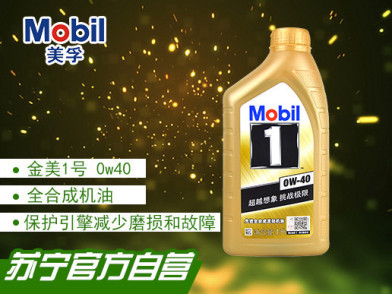 Mobil
美孚
金美1号 0w40
全合成机油
保护引擎减少磨损和故障
苏宁官方自营
Mobil
1
0W-40
超越想象 挑战极限